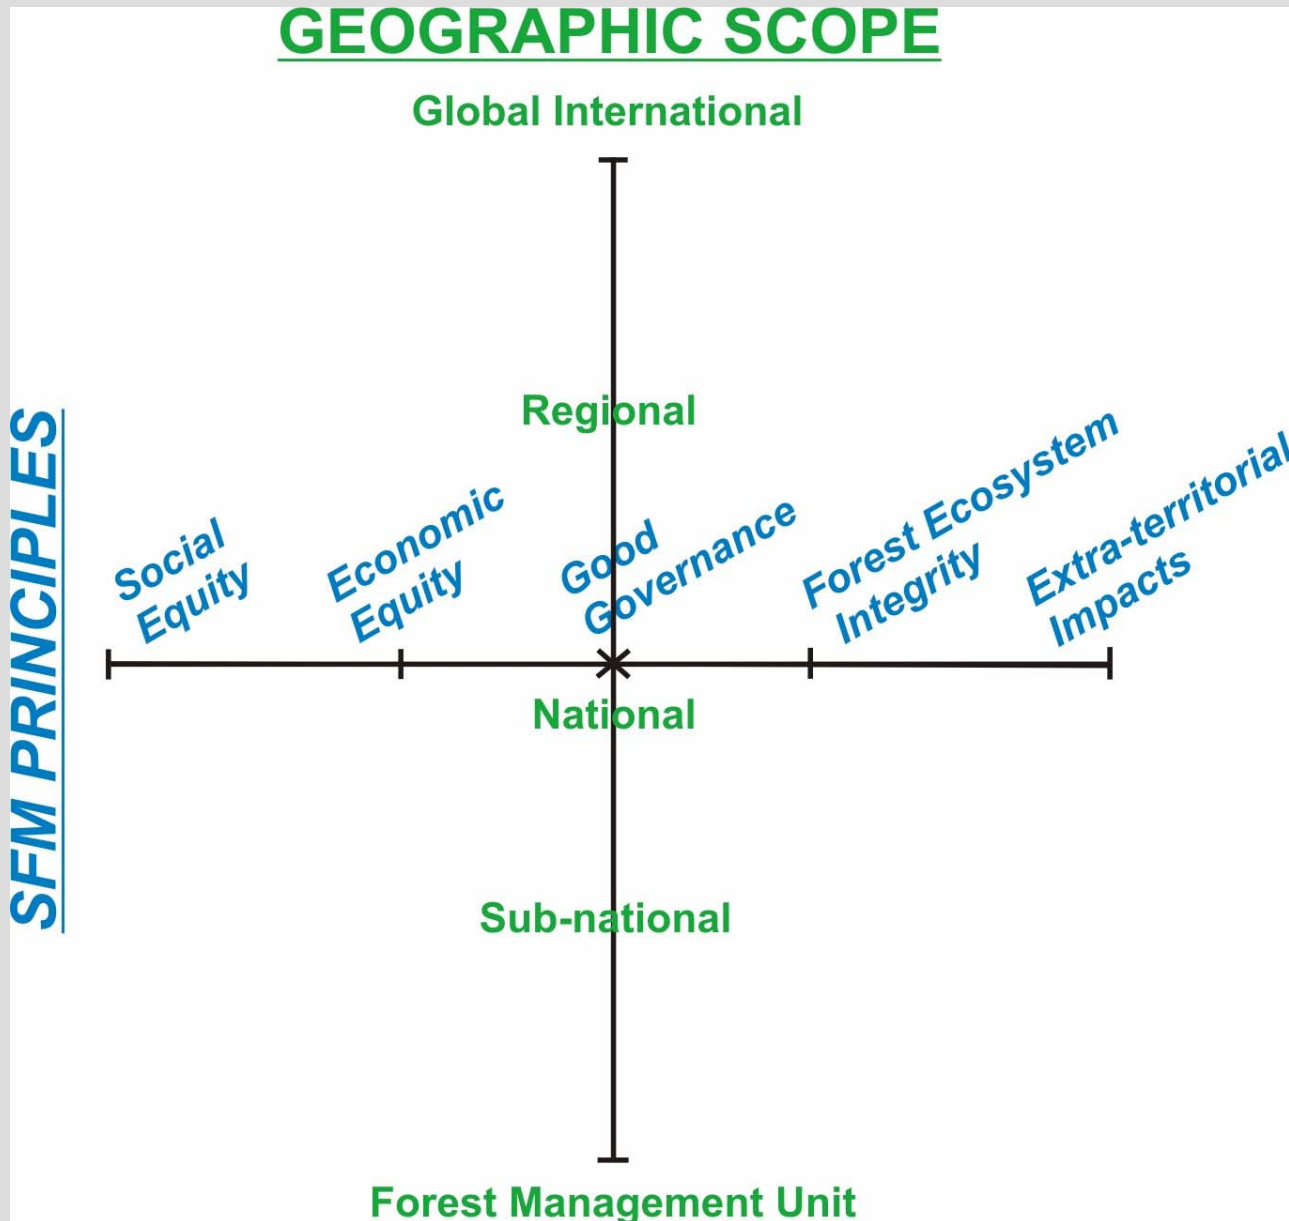 GEOGRAPHIC SCOPE
Global International
Regional
SFM PRINCIPLES
Social
Equity
Economic
Equity
Good
Governance
Forest Ecosystem
Integrity
Extra-territorial
Impacts
National
Sub-national
Forest Management Unit